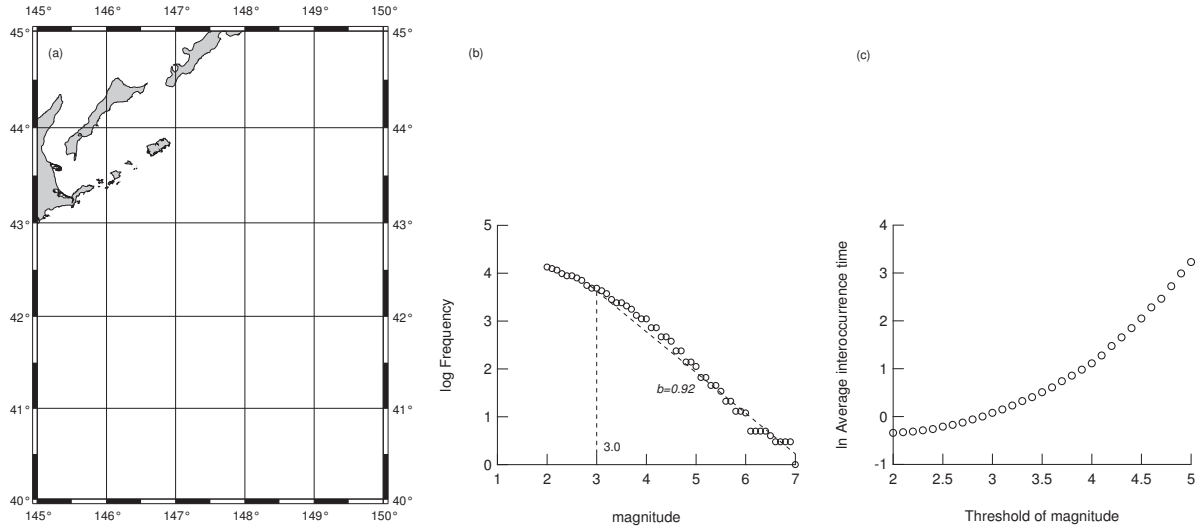 145° 146° 147° 148° 149° 150°
45° 45°
(a)
44° 44°
43° 43°
42° 42°
41° 41°
40° 40°
145° 146° 147° 148° 149° 150°
(b)
5
4
3
2
1
0
log Frequency
b=0.92
3.0
1 2 3 4 5 6 7
magnitude
(c)
4
3
2
1
0
-1
ln Average interoccurrence time
2 2.5 3 3.5 4 4.5 5
Threshold of magnitude